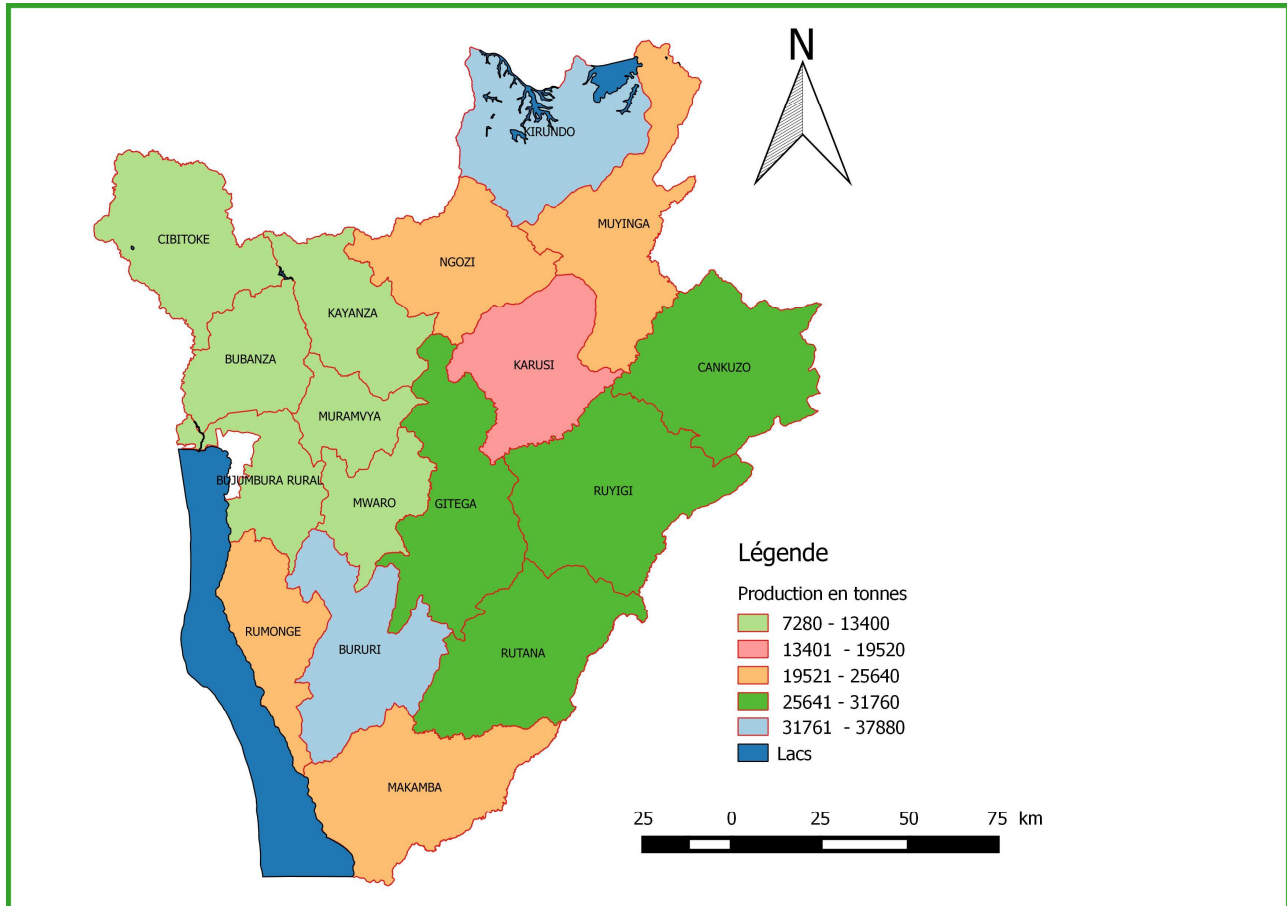 N
KIRUNDO
MUYINGA
CIBITOKE
NGOZI
KAYANZA
BUBANZA
KARUSI
CANKUZO
MURAMVYA
BUJUMBURA RURAL
MWARO
GITEGA
RUYIGI
RUMONGE
BURURI
RUTANA
MAKAMBA
Légende
Production en tonnes
7280 - 13400
13401 - 19520
19521 - 25640
25641 - 31760
31761 - 37880
Lacs
25 0 25 50 75 km